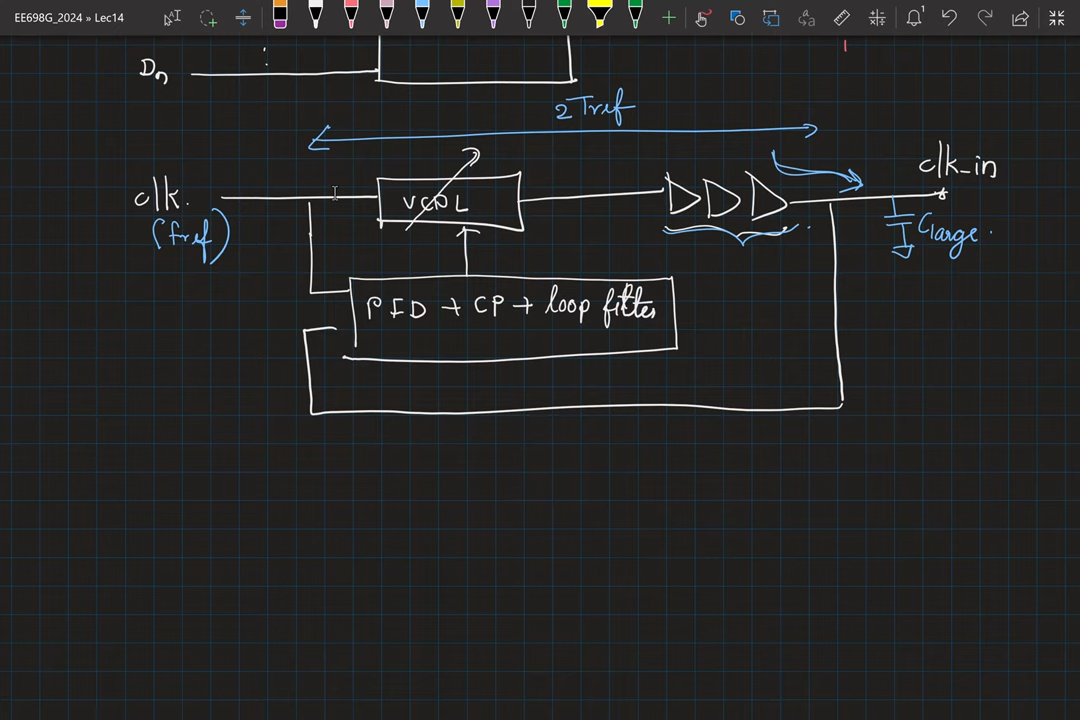 EE698G_2024 » Lec14
Dn
2Tref
clk_in
clk.
VCDL
(fref)
Clarge.
PFD + CP + loop filter